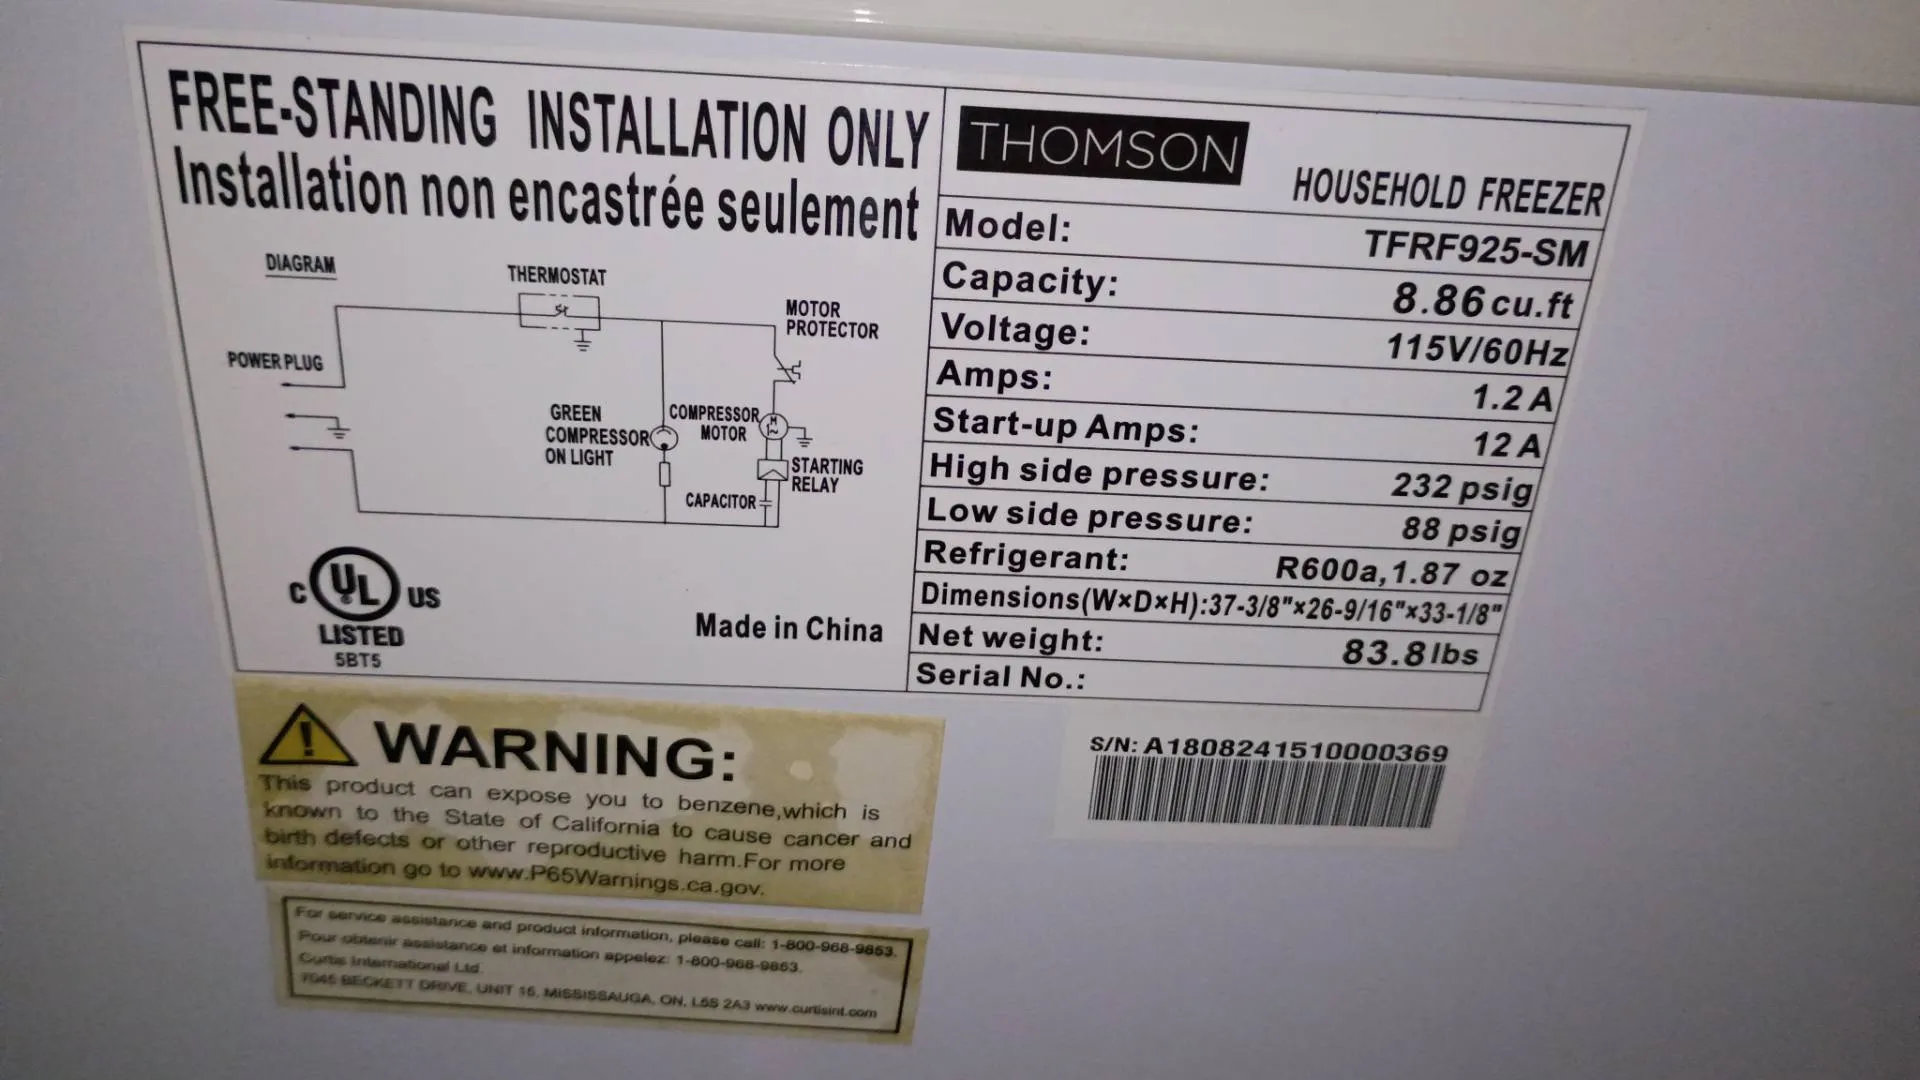 FREE-STANDING INSTALLATION ONLY
Installation non encastrée seulement
DIAGRAM
THERMOSTAT
MOTOR
PROTECTOR
POWER PLUG
GREEN
COMPRESSOR
ON LIGHT
COMPRESSOR
MOTOR
M
1~
STARTING
RELAY
CAPACITOR
C UL US
LISTED
5BT5
Made in China
THOMSON
HOUSEHOLD FREEZER
Model: TFRF925-SM
Capacity: 8.86 cu.ft
Voltage: 115V/60Hz
Amps: 1.2 A
Start-up Amps: 12 A
High side pressure: 232 psig
Low side pressure: 88 psig
Refrigerant: R600a,1.87 oz
Dimensions(W×D×H):37-3/8"×26-9/16"×33-1/8"
Net weight: 83.8 lbs
Serial No.:
S/N: A1808241510000369
WARNING:
This product can expose you to benzene,which is
known to the State of California to cause cancer and
birth defects or other reproductive harm.For more
information go to www.P65Warnings.ca.gov.
For service assistance and product information, please call: 1-800-968-9853.
Pour obtenir assistance et information appelez: 1-800-968-9853.
Curtis International Ltd.
7045 BECKETT DRIVE, UNIT 15, MISSISSAUGA, ON, L5S 2A3 www.curtisint.com